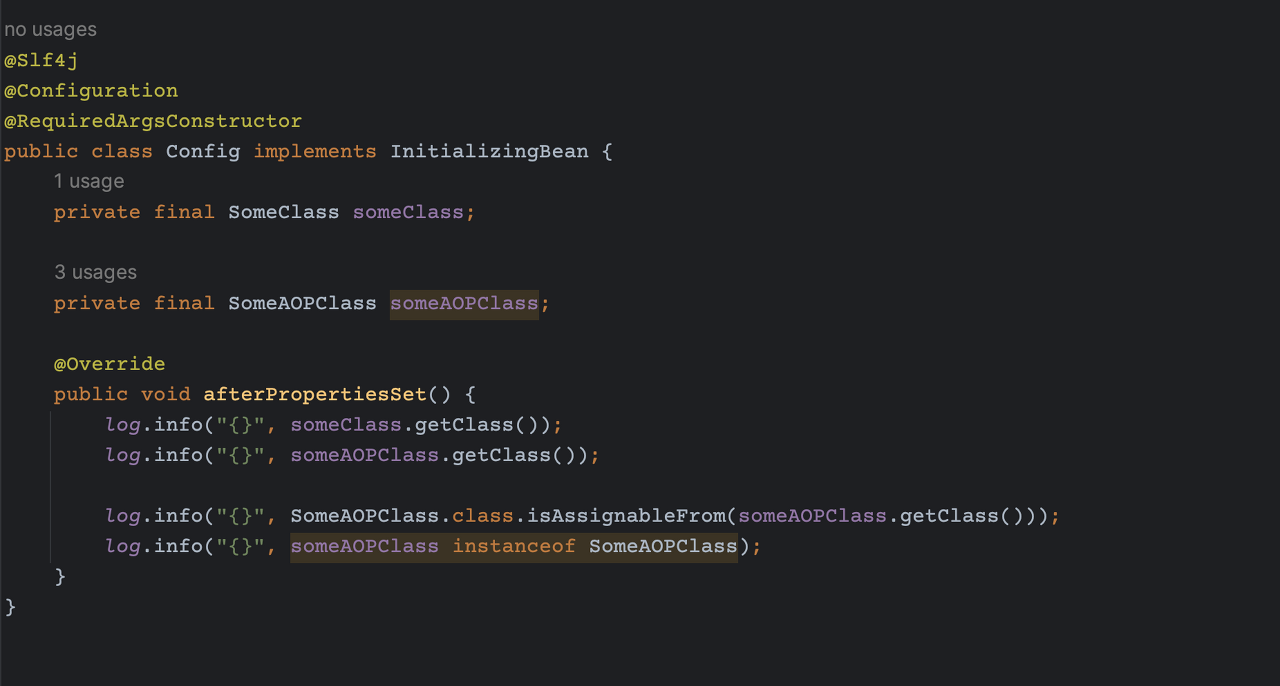 no usages
@Slf4j
@Configuration
@RequiredArgsConstructor
public class Config implements InitializingBean {
    1 usage
    private final SomeClass someClass;
    3 usages
    private final SomeAOPClass someAOPClass;
    @Override
    public void afterPropertiesSet() {
        log.info("{}", someClass.getClass());
        log.info("{}", someAOPClass.getClass());
        log.info("{}", SomeAOPClass.class.isAssignableFrom(someAOPClass.getClass()));
        log.info("{}", someAOPClass instanceof SomeAOPClass);
    }
}